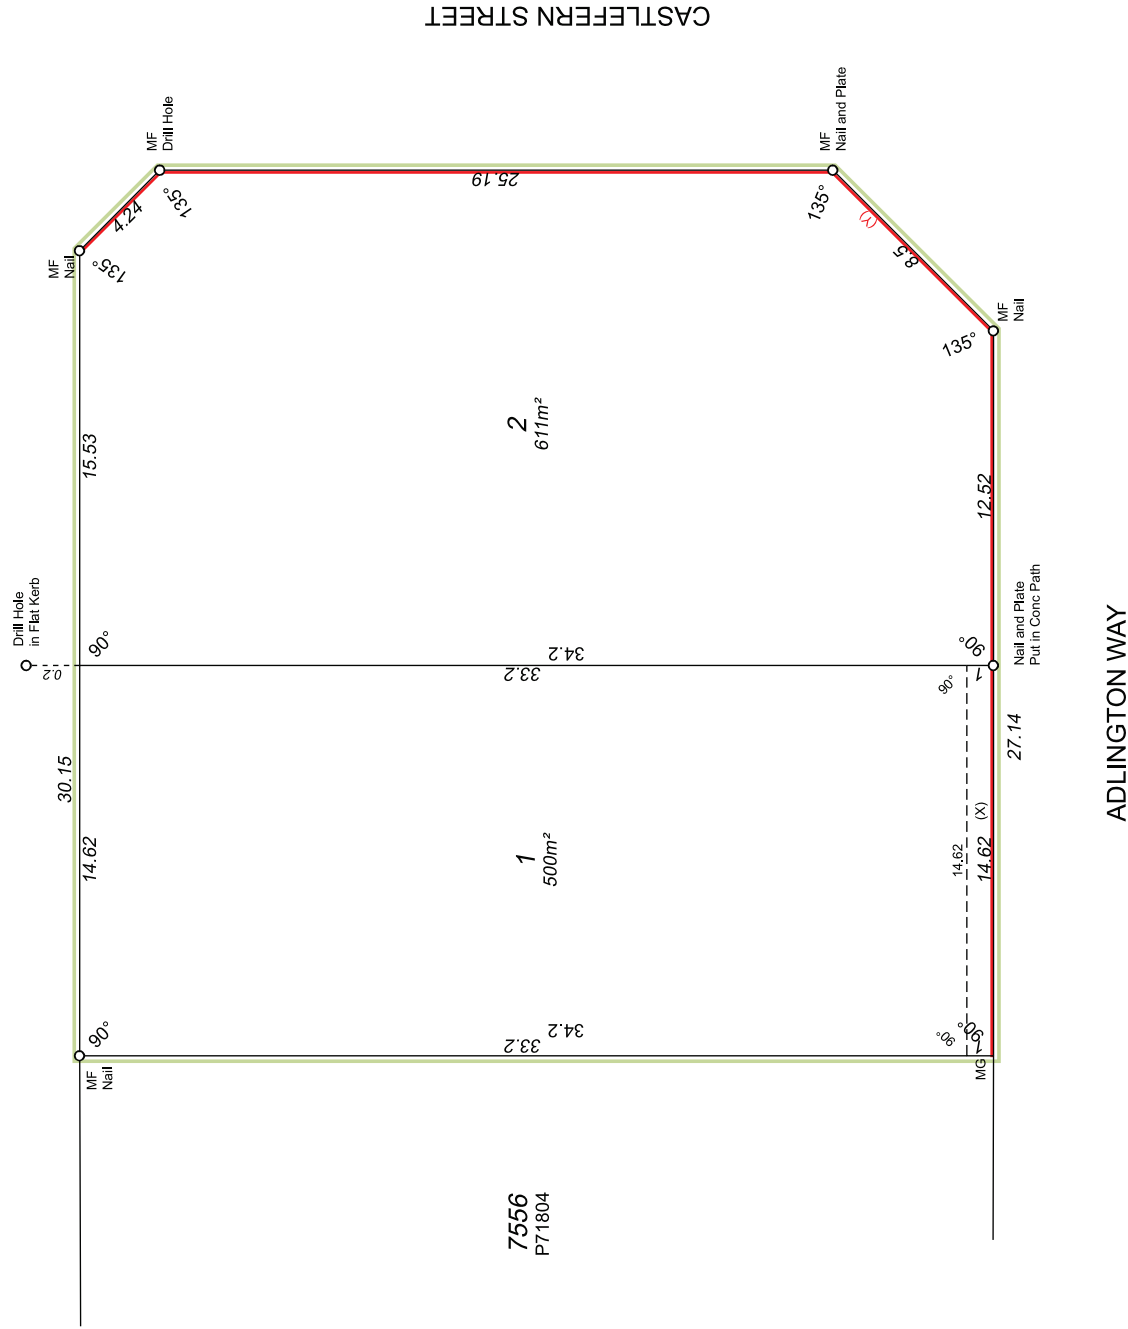 CASTLEFERN STREET
MF
Drill Hole
MF
Nail and Plate
25.19
4.24
135°
135°
(Y)
MF
Nail
135°
8.5
MF
Nail
135°
15.53
2
611m²
12.52
Drill Hole
in Flat Kerb
0.2
90°
34.2
33.2
90°
1
90°
Nail and Plate
Put in Conc Path
30.15
27.14
ADLINGTON WAY
14.62
1
500m²
14.62
14.62
(X)
90°
34.2
33.2
90°
90°
1
MF
Nail
MG
7556
P71804